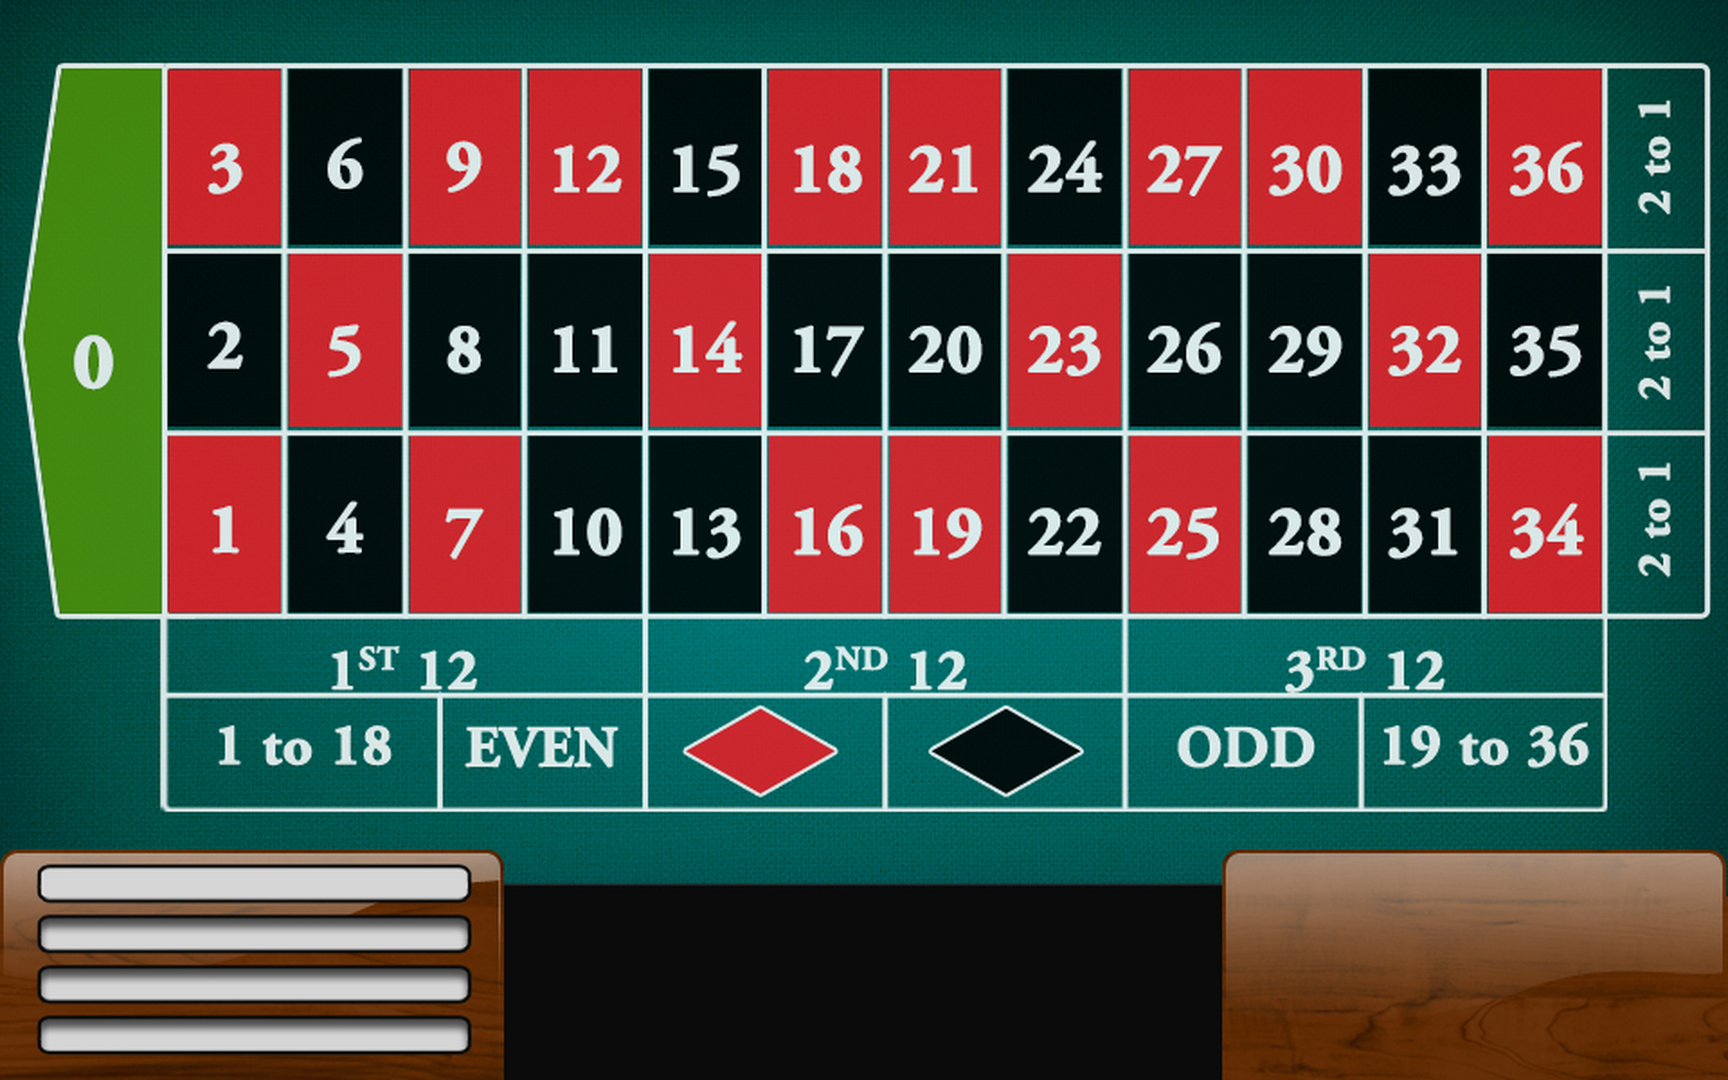 3 6 9 12 15 18 21 24 27 30 33 36 2 to 1
0 2 5 8 11 14 17 20 23 26 29 32 35 2 to 1
1 4 7 10 13 16 19 22 25 28 31 34 2 to 1
1ST 12 2ND 12 3RD 12
1 to 18 EVEN ODD 19 to 36